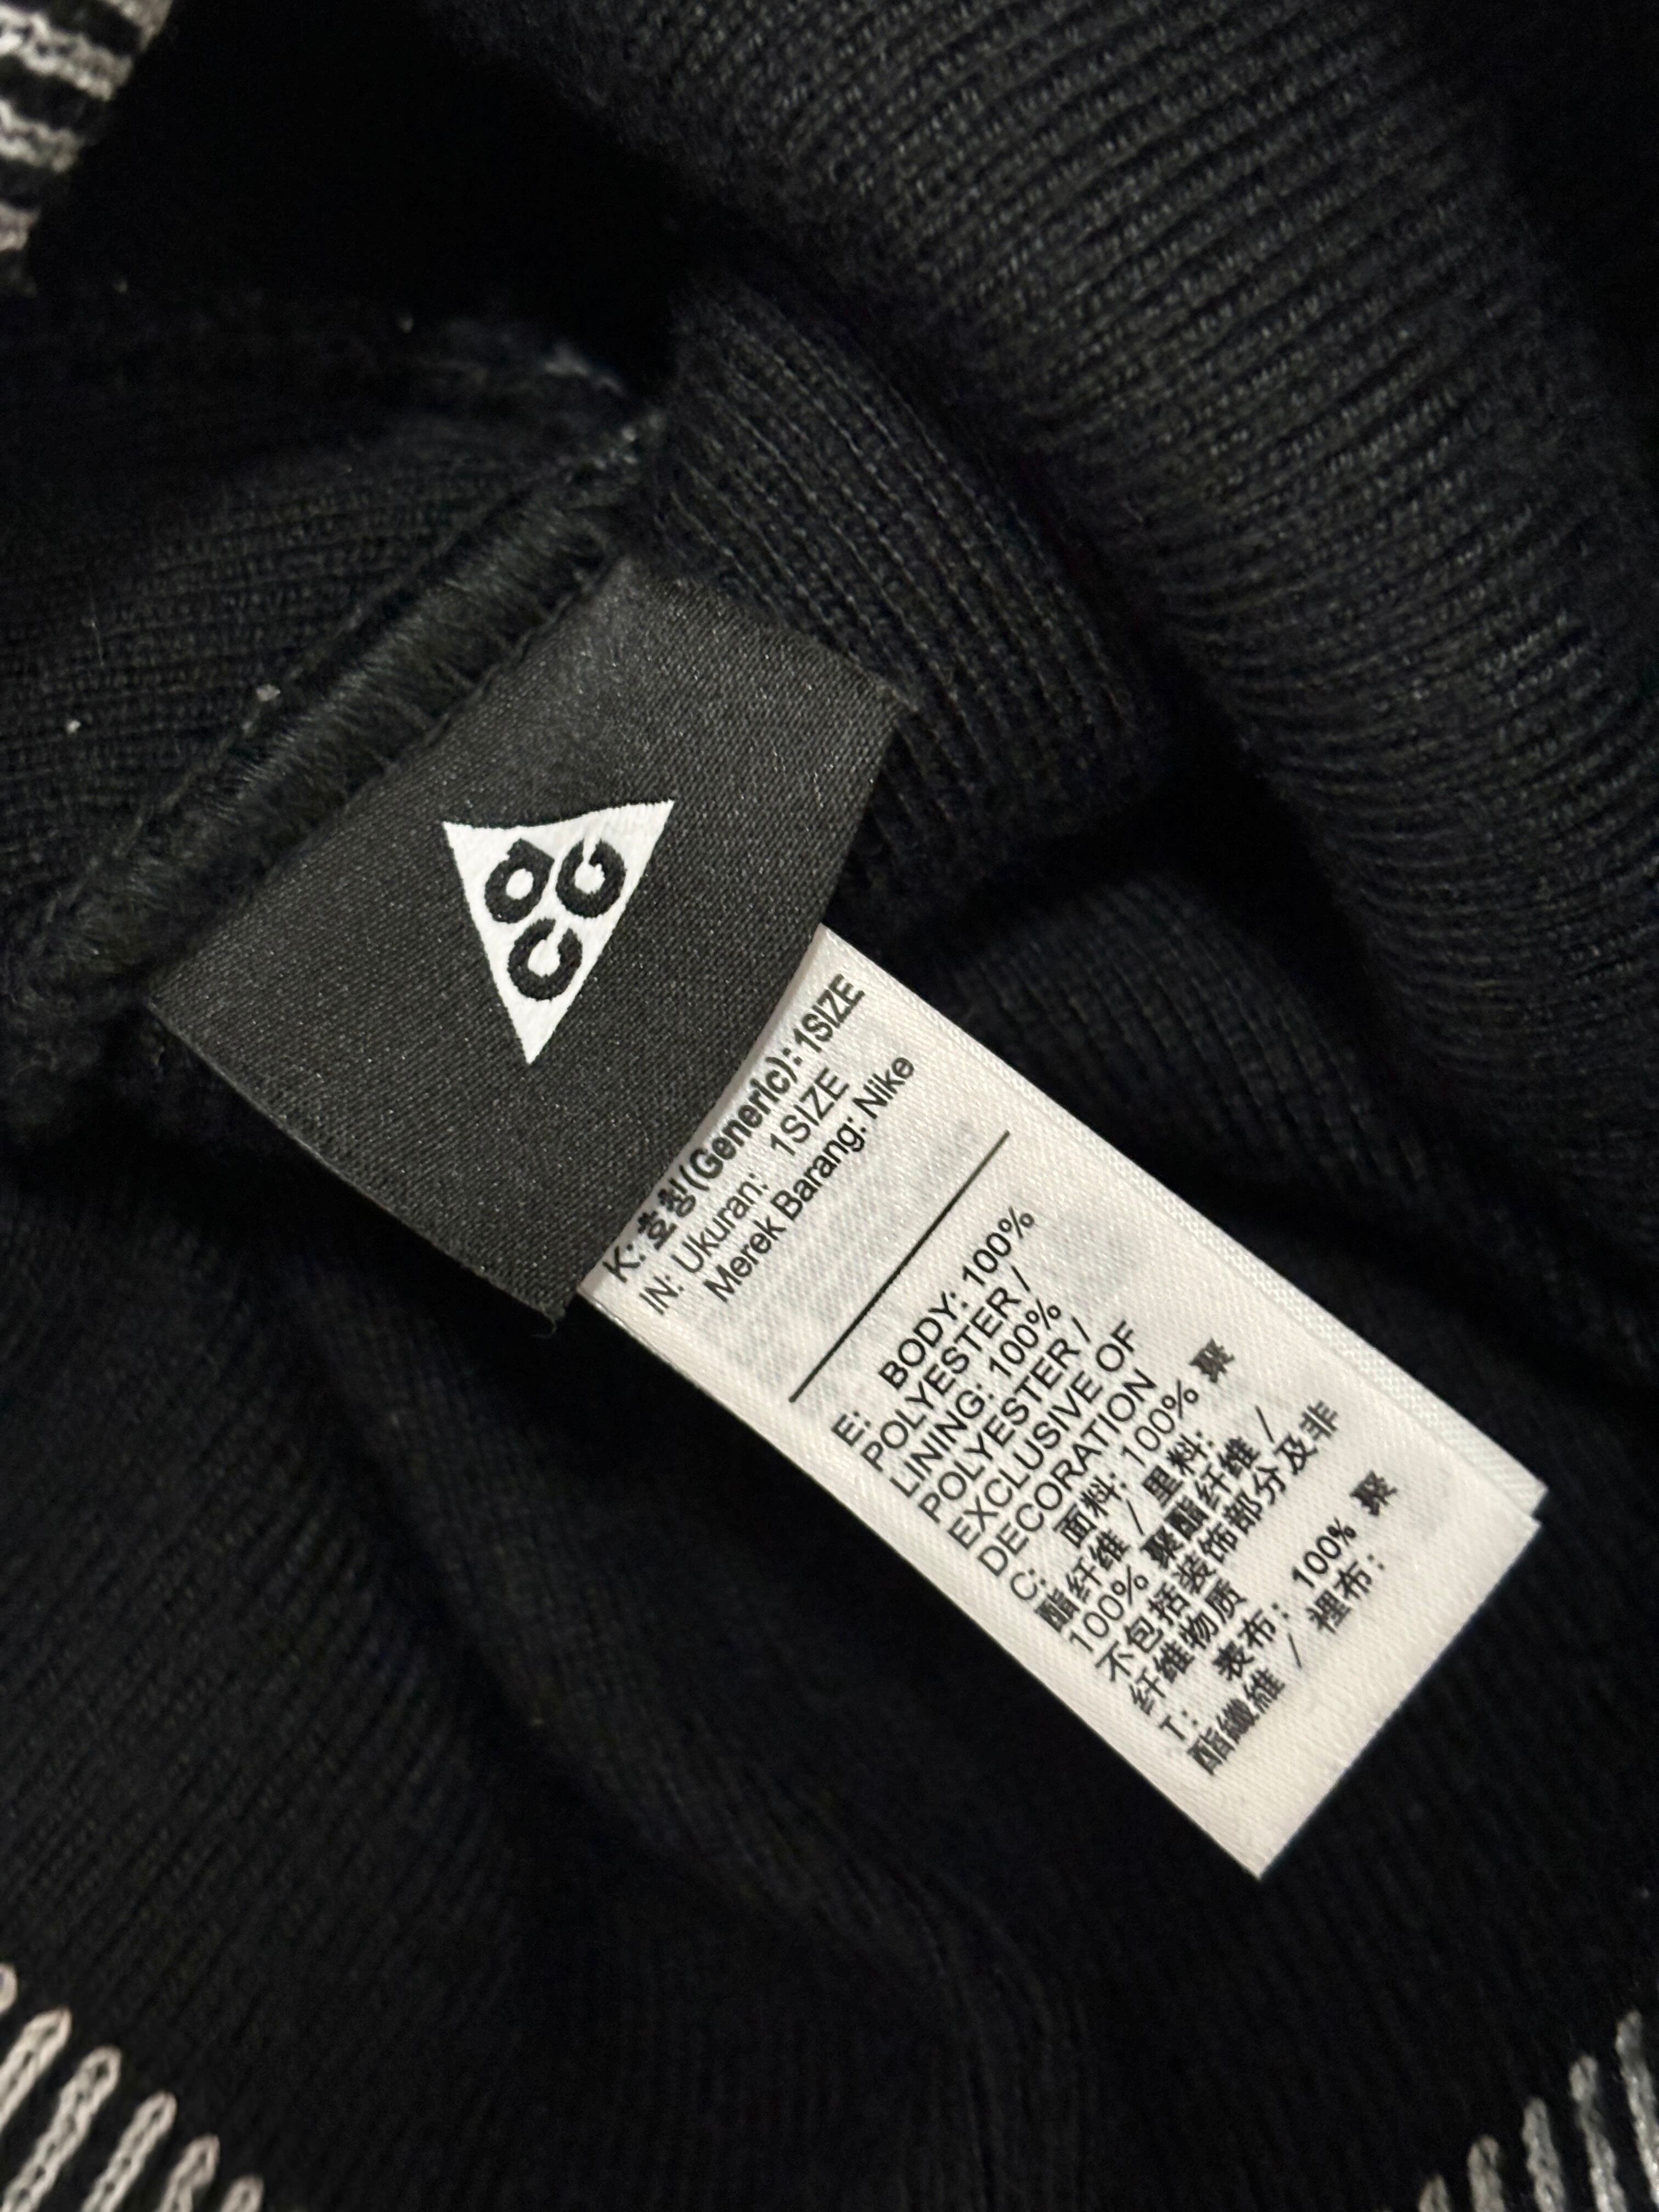 acg
K: 호칭(Generic): 1SIZE
IN: Ukuran: 1SIZE
Merek Barang: Nike
E: BODY: 100%
POLYESTER /
LINING: 100%
POLYESTER /
EXCLUSIVE OF
DECORATION
C: 面料: 100% 聚
酯纤维 / 里料:
100% 聚酯纤维 /
不包括装饰部分及非
纤维物质
T: 表布: 100% 聚
酯纖維 / 裡布: